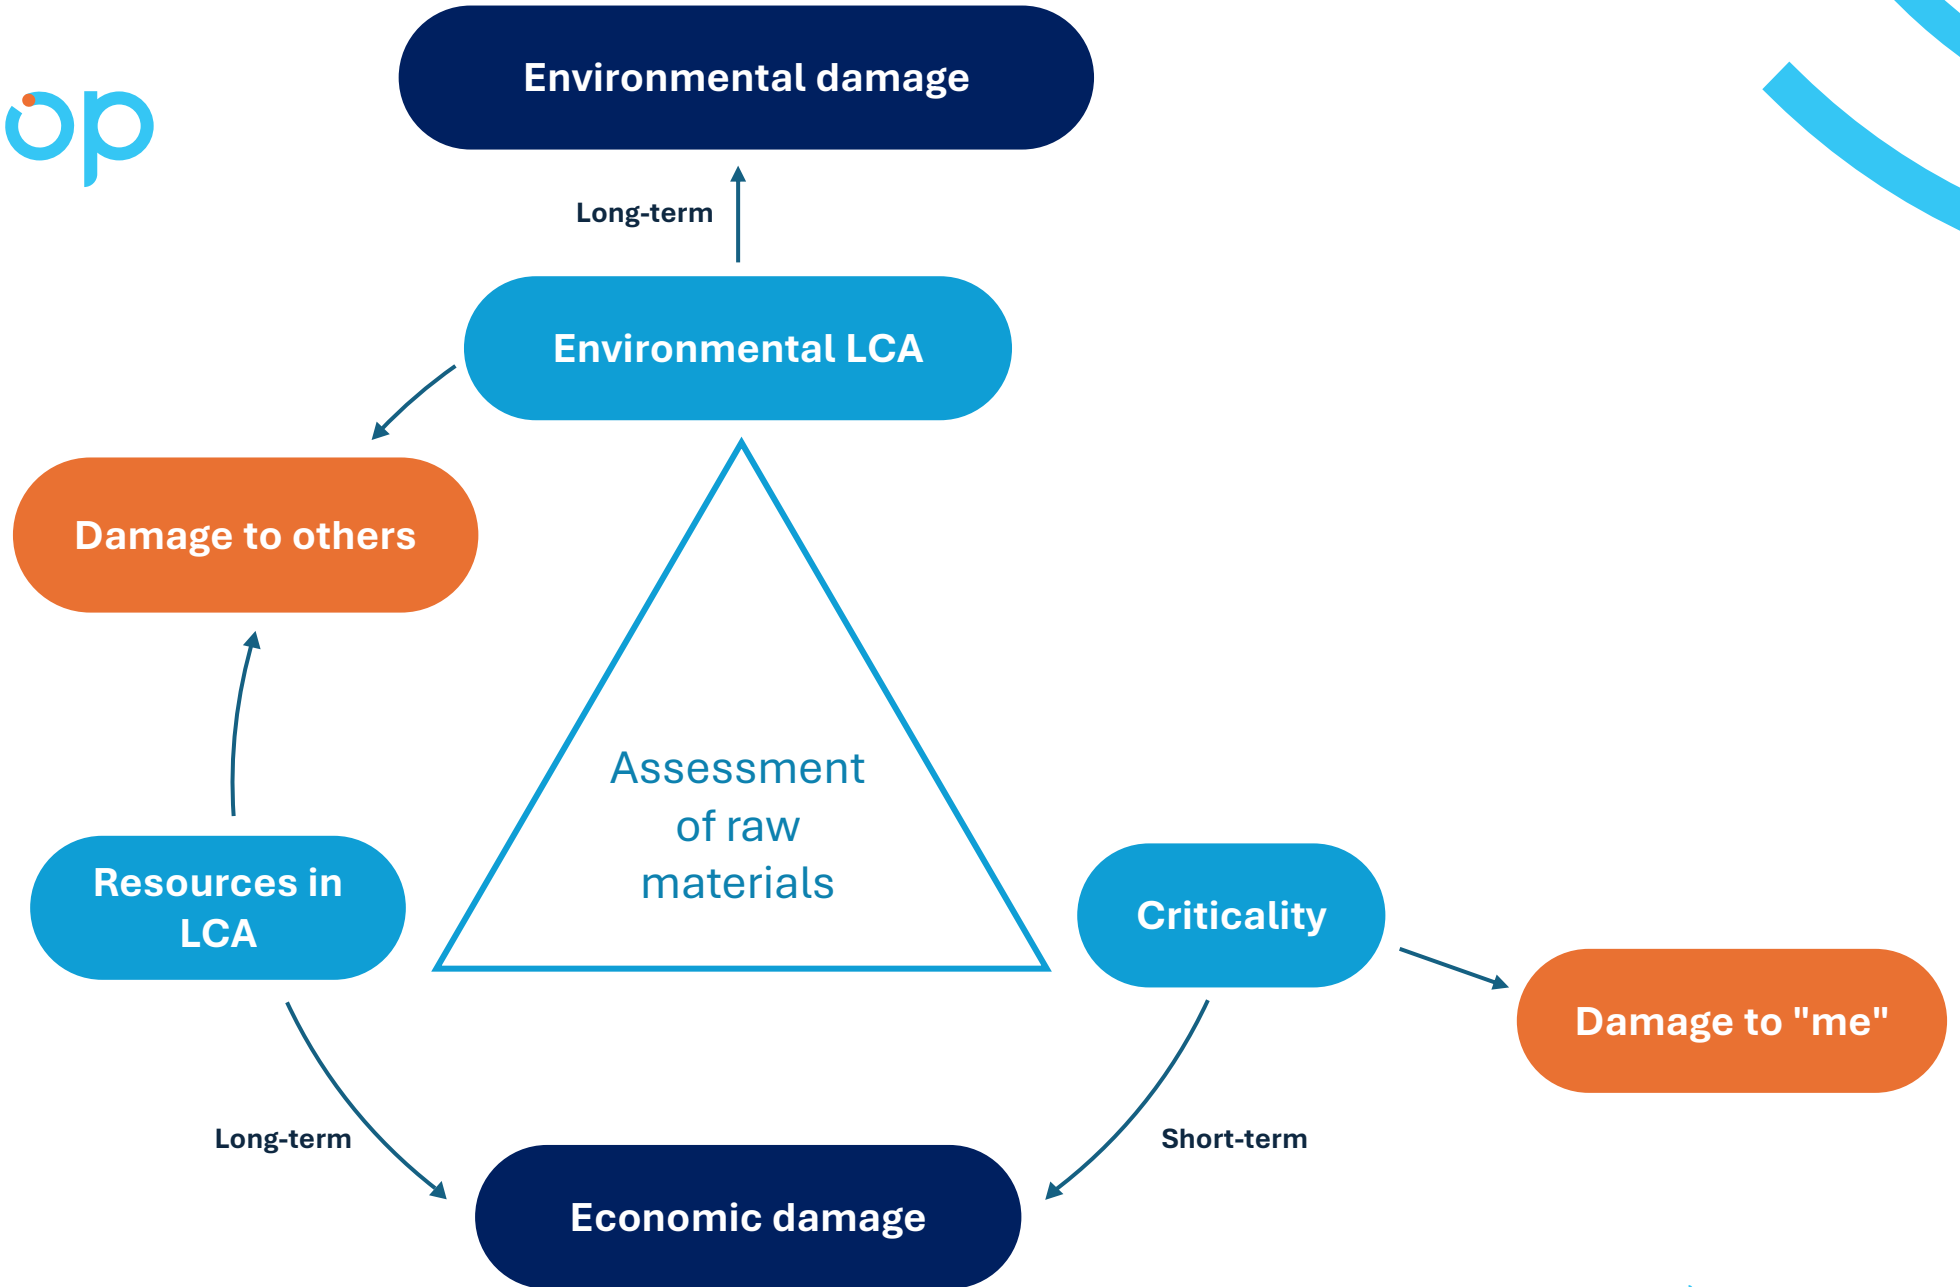 Environmental damage
op
Long-term
Environmental LCA
Damage to others
Assessment
of raw
materials
Resources in
LCA
Criticality
Damage to "me"
Long-term
Short-term
Economic damage